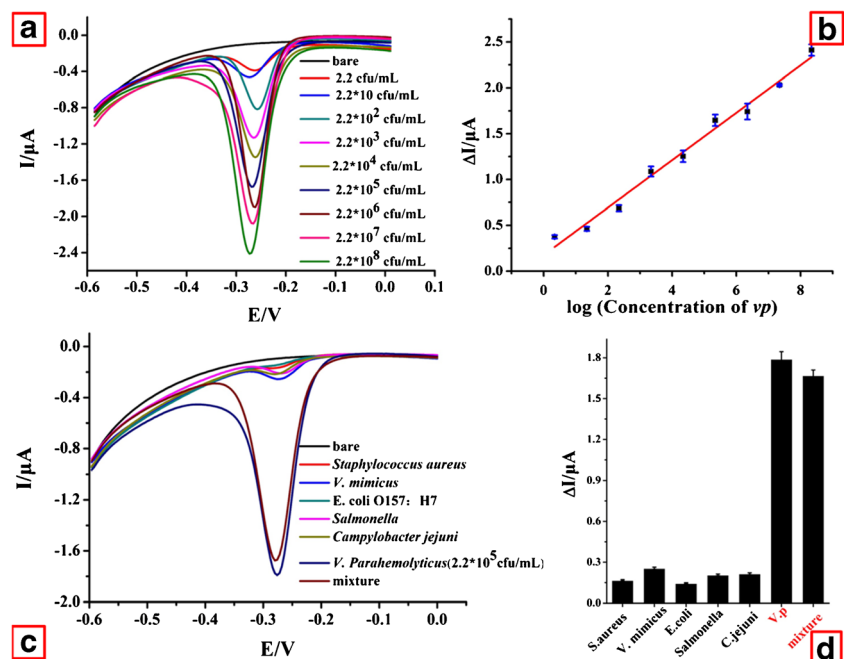 a
0.0
-0.4
-0.8
-1.2
-1.6
-2.0
-2.4
I/μA
-0.6 -0.5 -0.4 -0.3 -0.2 -0.1 0.0 0.1
E/V
bare
2.2 cfu/mL
2.2*10 cfu/mL
2.2*10² cfu/mL
2.2*10³ cfu/mL
2.2*10⁴ cfu/mL
2.2*10⁵ cfu/mL
2.2*10⁶ cfu/mL
2.2*10⁷ cfu/mL
2.2*10⁸ cfu/mL
b
2.5
2.0
1.5
1.0
0.5
0.0
ΔI/μA
0 2 4 6 8
log (Concentration of vp)
c
0.0
-0.4
-0.8
-1.2
-1.6
-2.0
I/μA
-0.6 -0.5 -0.4 -0.3 -0.2 -0.1 0.0
E/V
bare
Staphylococcus aureus
V. mimicus
E. coli O157: H7
Salmonella
Campylobacter jejuni
V. Parahemolyticus(2.2*10⁵cfu/mL)
mixture
d
1.8
1.5
1.2
0.9
0.6
0.3
0.0
ΔI/μA
S.aureus
V. mimicus
E.coli
Salmonella
C.jejuni
V.p
mixture